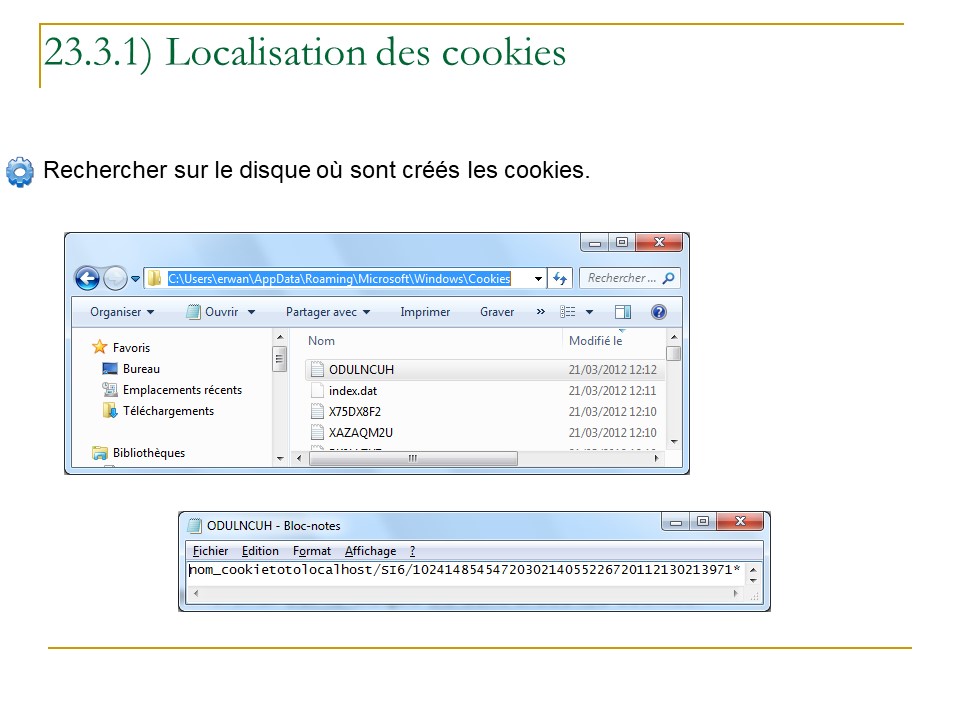 23.3.1) Localisation des cookies
Rechercher sur le disque où sont créés les cookies.
C:\Users\erwan\AppData\Roaming\Microsoft\Windows\Cookies
Rechercher ...
Organiser
Ouvrir
Partager avec
Imprimer
Graver
»
?
Nom
Modifié le
Favoris
Bureau
Emplacements récents
Téléchargements
Bibliothèques
ODULNCUH 21/03/2012 12:12
index.dat 21/03/2012 12:11
X75DX8F2 21/03/2012 12:10
XAZAQM2U 21/03/2012 12:10
ODULNCUH - Bloc-notes
Fichier Edition Format Affichage ?
nom_cookietotolocalhost/SI6/1024148545472030214055226720112130213971*